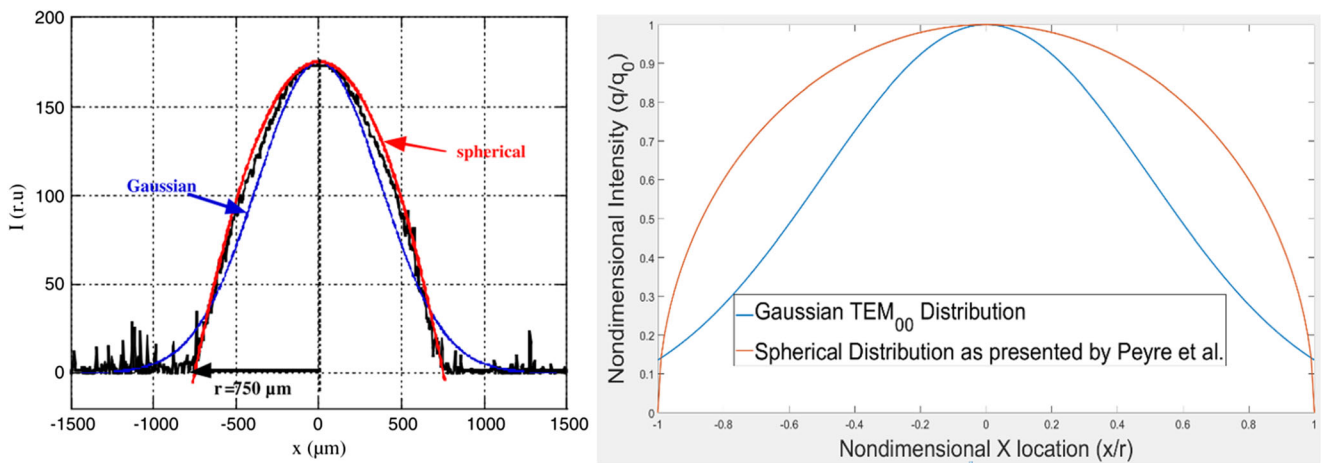 200
150
100
50
0
I (r.u)
Gaussian
spherical
r=750 µm
-1500 -1000 -500 0 500 1000 1500
x (µm)
1
0.9
0.8
0.7
0.6
0.5
0.4
0.3
0.2
0.1
0
Nondimensional Intensity (q/q0)
Gaussian TEM00 Distribution
Spherical Distribution as presented by Peyre et al.
-1 -0.8 -0.6 -0.4 -0.2 0 0.2 0.4 0.6 0.8 1
Nondimensional X location (x/r)